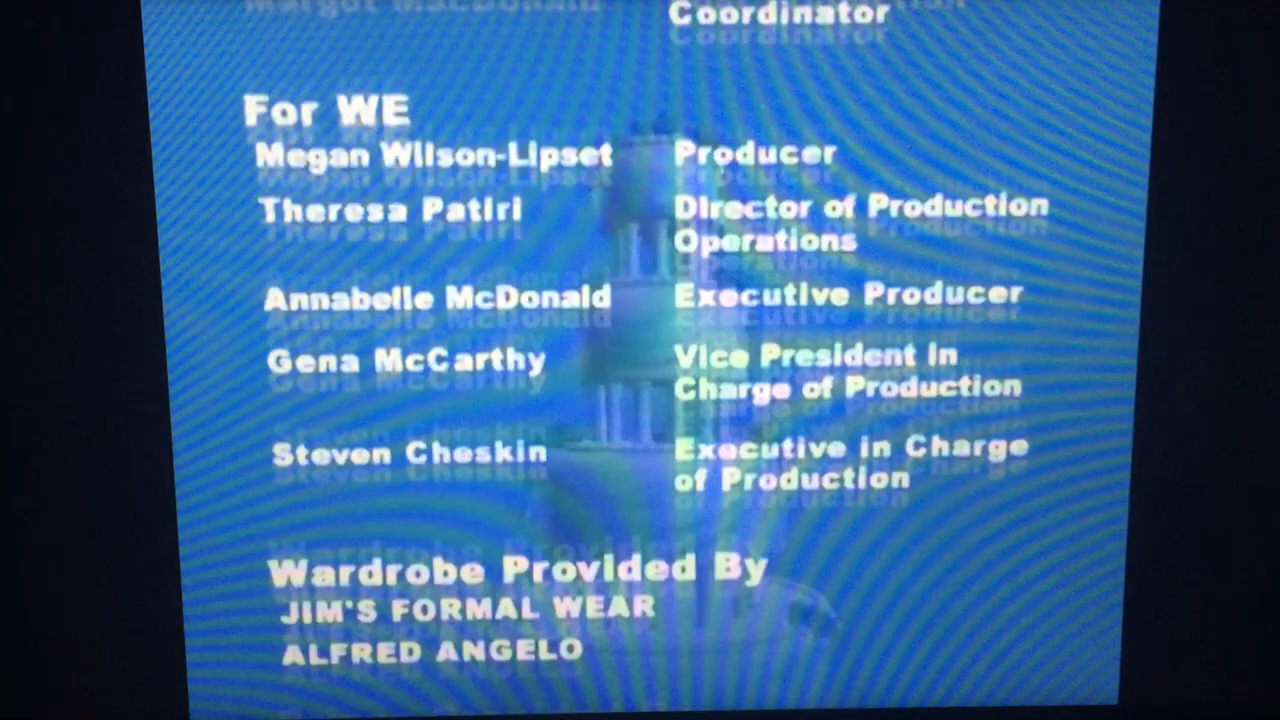 Margot MacDonald
Coordinator
For WE
Megan Wilson-Lipset Producer
Theresa Patiri Director of Production
Operations
Annabelle McDonald Executive Producer
Gena McCarthy Vice President in
Charge of Production
Steven Cheskin Executive in Charge
of Production
Wardrobe Provided By
JIM'S FORMAL WEAR
ALFRED ANGELO